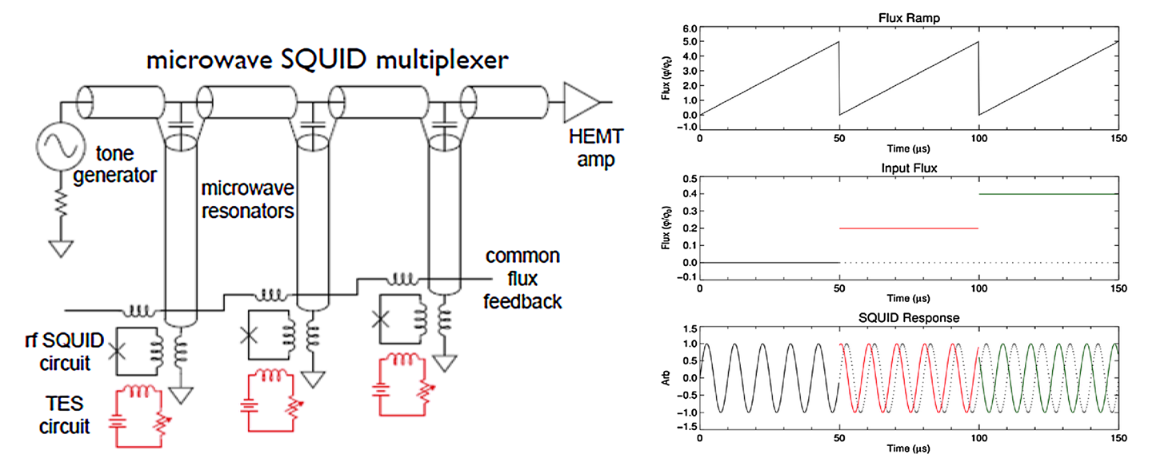 microwave SQUID multiplexer
HEMT
amp
tone
generator
microwave
resonators
common
flux
feedback
rf SQUID
circuit
TES
circuit
Flux Ramp
Flux (φ/φ₀)
6.0
5.0
4.0
3.0
2.0
1.0
0.0
−1.0
0
50
100
150
Time (μs)
Input Flux
Flux (φ/φ₀)
0.5
0.4
0.3
0.2
0.1
0.0
−0.1
0
50
100
150
Time (μs)
SQUID Response
Arb
1.5
1.0
0.5
0.0
−0.5
−1.0
−1.5
0
50
100
150
Time (μs)